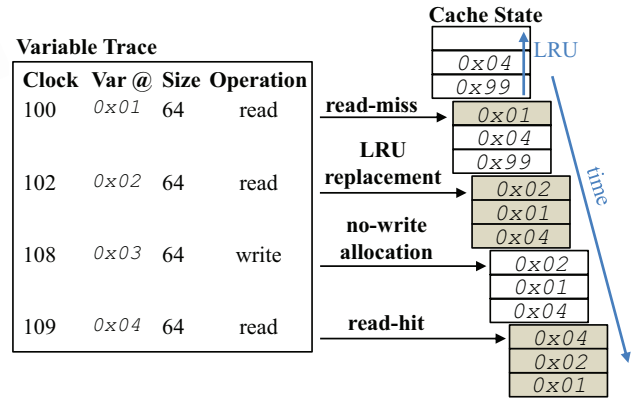 Cache State
Variable Trace
LRU
0x04
0x99
Clock Var @ Size Operation
100 0x01 64 read
read-miss
0x01
0x04
0x99
LRU
replacement
time
102 0x02 64 read
0x02
0x01
0x04
no-write
allocation
108 0x03 64 write
0x02
0x01
0x04
109 0x04 64 read
read-hit
0x04
0x02
0x01